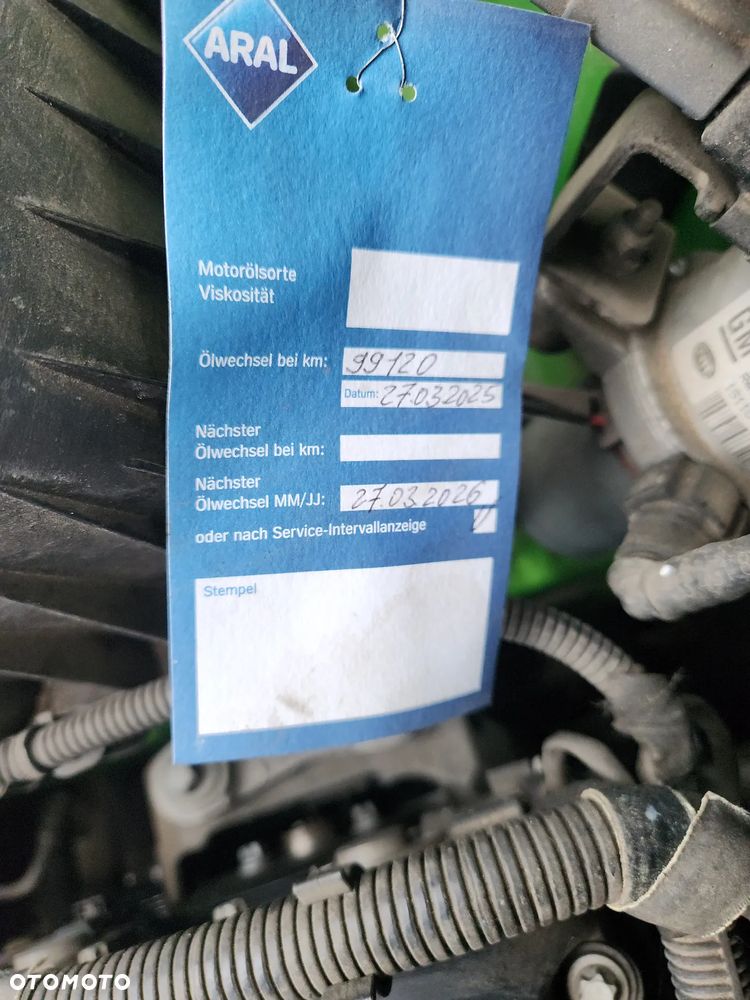 ARAL
Motorölsorte
Viskosität
Ölwechsel bei km: 99120
Datum: 27.03.2025
Nächster
Ölwechsel bei km:
Nächster
Ölwechsel MM/JJ: 27.03.2026
oder nach Service-Intervallanzeige
Stempel
GM
OTOMOTO